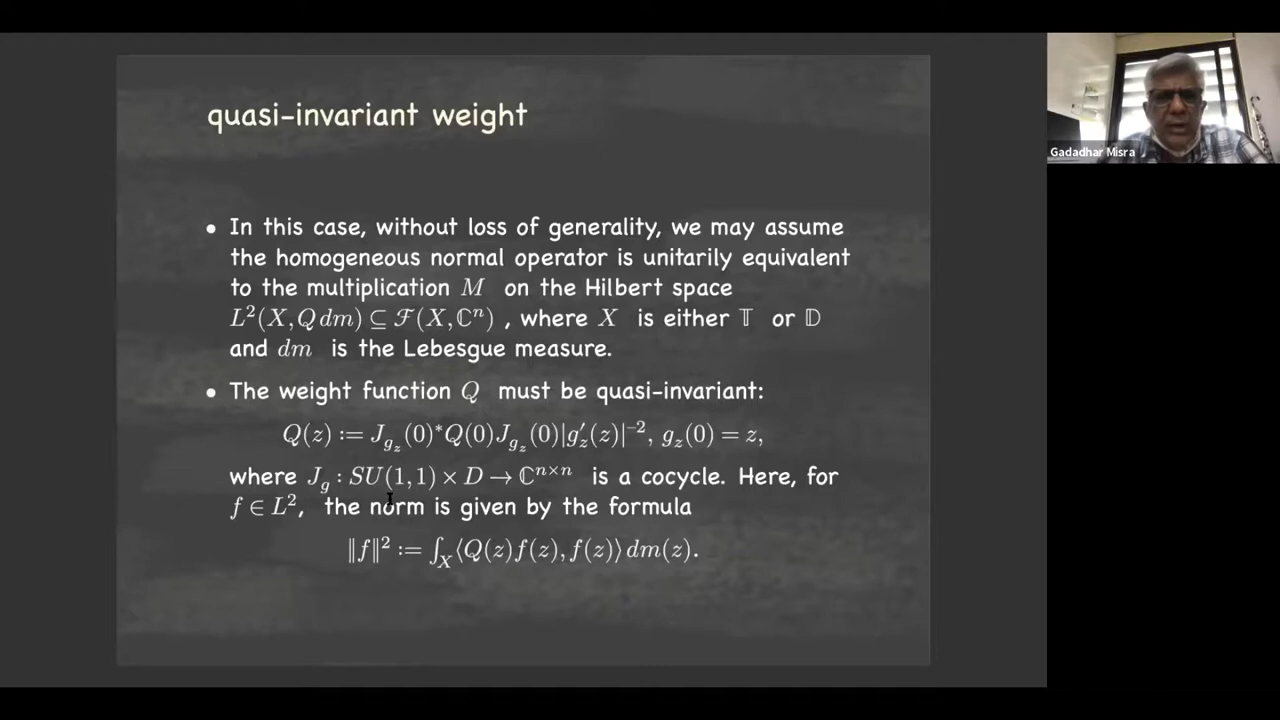 quasi-invariant weight
Gadadhar Misra
• In this case, without loss of generality, we may assume
the homogeneous normal operator is unitarily equivalent
to the multiplication M on the Hilbert space
L²(X, Q dm) ⊆ ℱ(X, ℂⁿ) , where X is either 𝕋 or 𝔻
and dm is the Lebesgue measure.
• The weight function Q must be quasi-invariant:
Q(z) := J_{g_z}(0)*Q(0)J_{g_z}(0)|g′_z(z)|⁻², g_z(0) = z,
where J_g : SU(1,1) × D → ℂⁿˣⁿ is a cocycle. Here, for
f ∈ L², the norm is given by the formula
‖f‖² := ∫_X ⟨Q(z)f(z), f(z)⟩ dm(z).